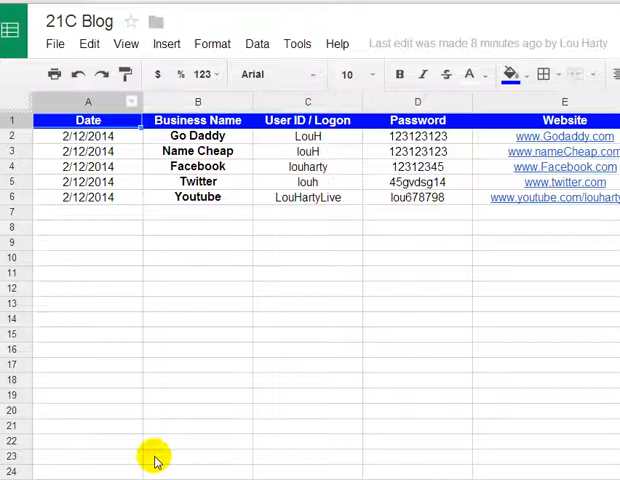 21C Blog
File Edit View Insert Format Data Tools Help Last edit was made 8 minutes ago by Lou Harty
$ % 123 Arial 10 B I S A
A B C D E
1 Date Business Name User ID / Logon Password Website
2 2/12/2014 Go Daddy LouH 123123123 www.Godaddy.com
3 2/12/2014 Name Cheap louH 123123123 www.nameCheap.com
4 2/12/2014 Facebook louharty 12312345 www.Facebook.com
5 2/12/2014 Twitter louh 45gvdsg14 www.twitter.com
6 2/12/2014 Youtube LouHartyLive lou678798 www.youtube.com/louharty
7
8
9
10
11
12
13
14
15
16
17
18
19
20
21
22
23
24